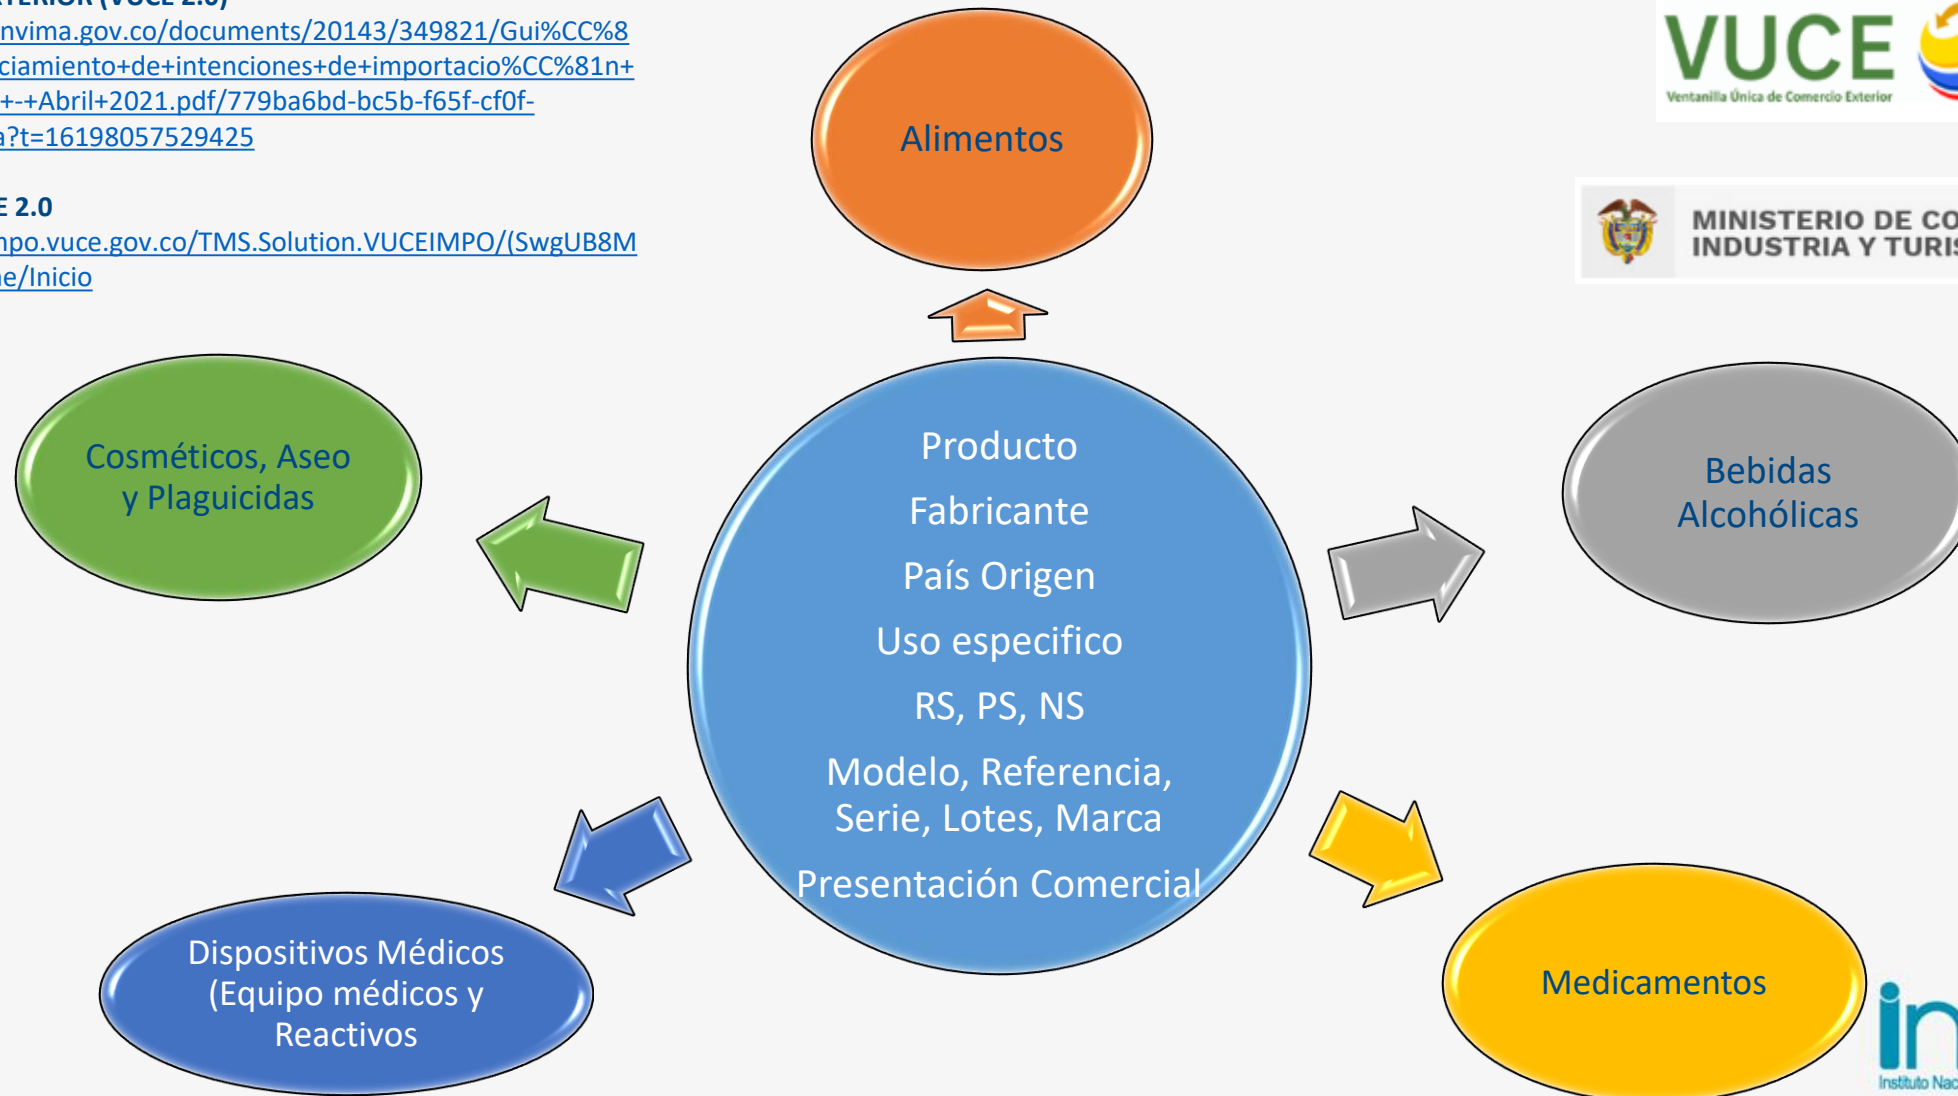 (VUCE 2.0)
nvima.gov.co/documents/20143/349821/Gui%CC%8
ciamiento+de+intenciones+de+importacio%CC%81n+
+-+Abril+2021.pdf/779ba6bd-bc5b-f65f-cf0f-
a?t=16198057529425
E 2.0
npo.vuce.gov.co/TMS.Solution.VUCEIMPO/(SwgUB8M
ne/Inicio
VUCE
Ventanilla Única de Comercio Exterior
MINISTERIO DE CO
INDUSTRIA Y TURIS
Alimentos
Cosméticos, Aseo
y Plaguicidas
Bebidas
Alcohólicas
Producto
Fabricante
País Origen
Uso especifico
RS, PS, NS
Modelo, Referencia,
Serie, Lotes, Marca
Presentación Comercial
Dispositivos Médicos
(Equipo médicos y
Reactivos
Medicamentos
in
Instituto Nac